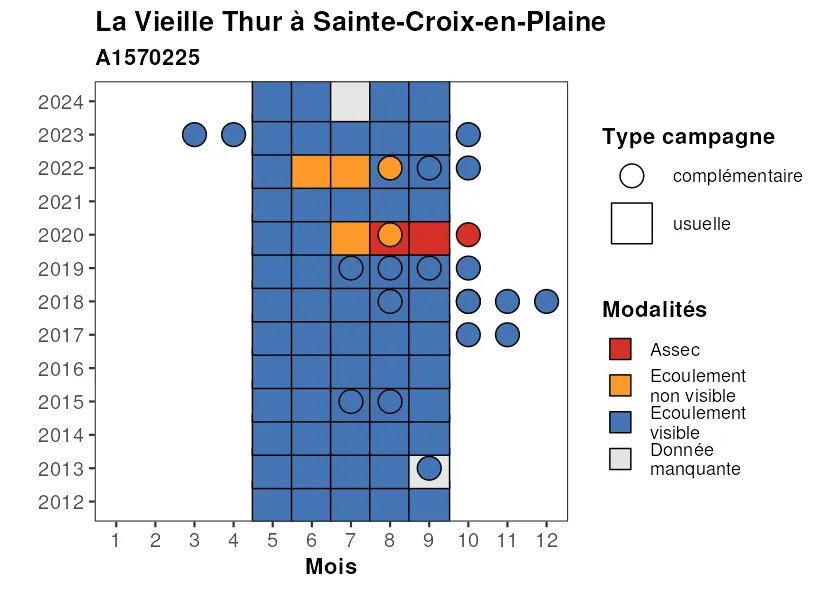 La Vieille Thur à Sainte-Croix-en-Plaine
A1570225
2024
2023
2022
2021
2020
2019
2018
2017
2016
2015
2014
2013
2012
1 2 3 4 5 6 7 8 9 10 11 12
Mois
Type campagne
complémentaire
usuelle
Modalités
Assec
Ecoulement
non visible
Ecoulement
visible
Donnée
manquante